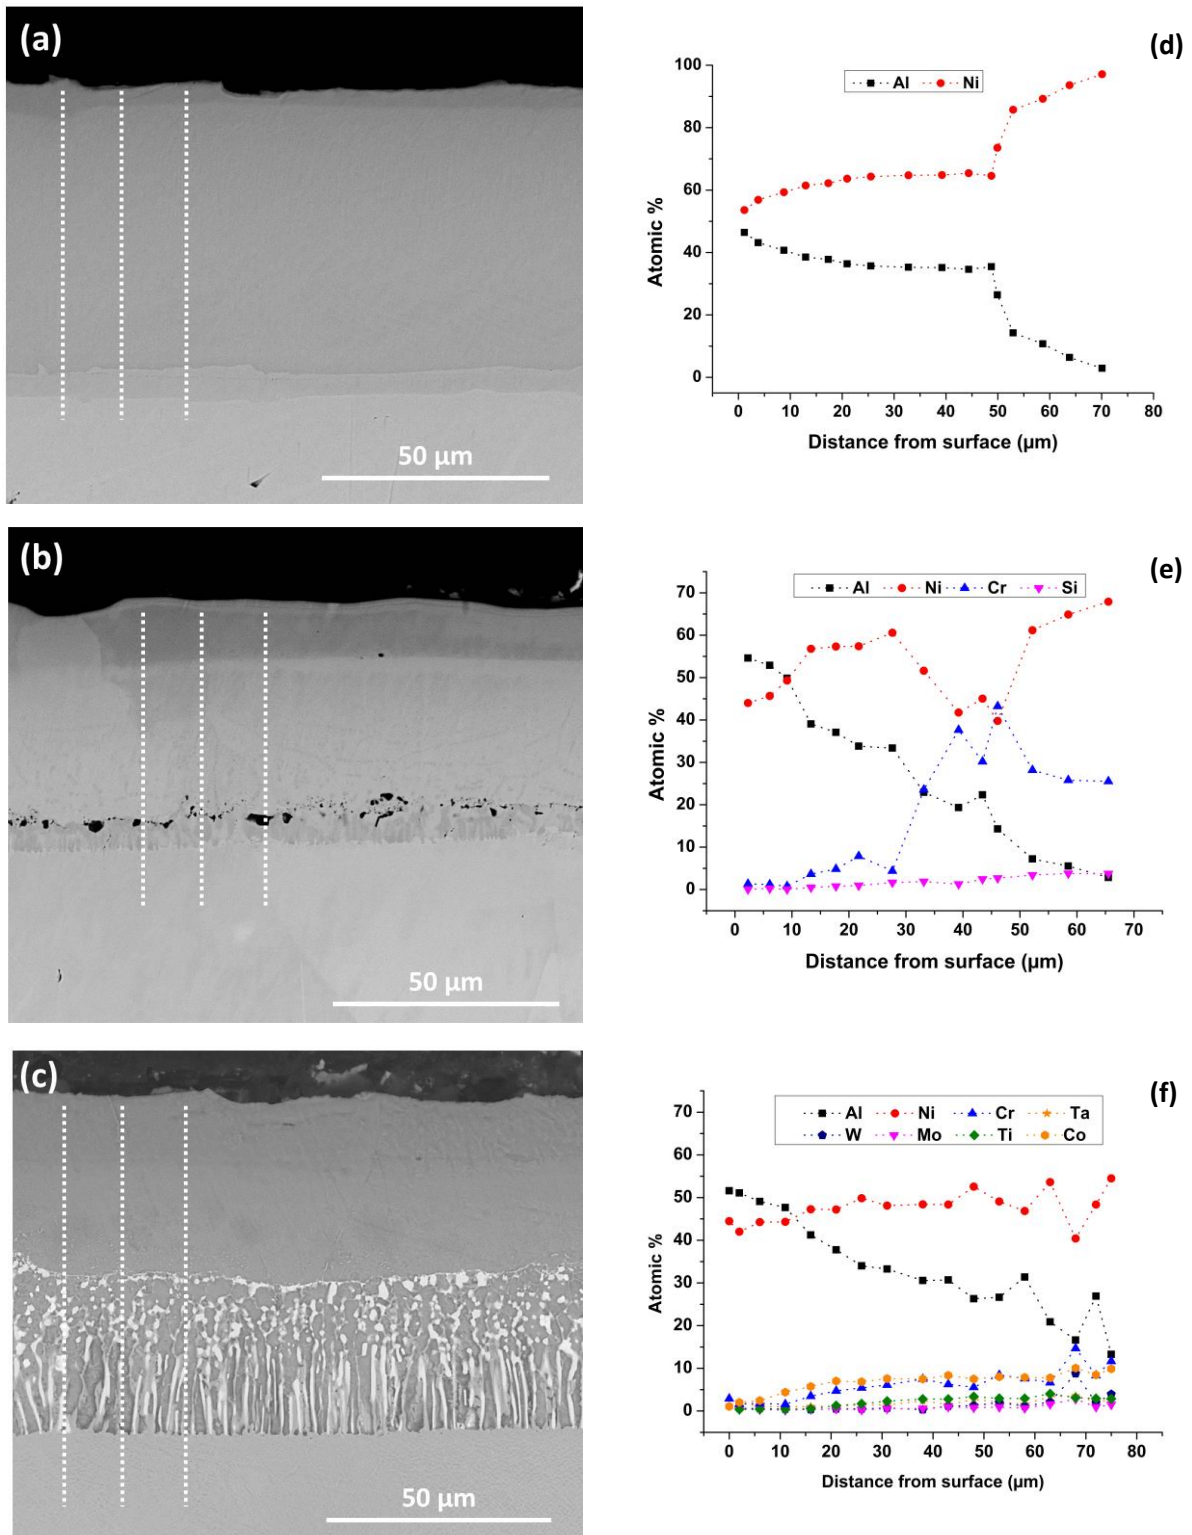 (a)
50 µm
(d)
Al Ni
100
80
60
40
20
0
Atomic %
0 10 20 30 40 50 60 70 80
Distance from surface (µm)
(b)
50 µm
(e)
Al Ni Cr Si
70
60
50
40
30
20
10
0
Atomic %
0 10 20 30 40 50 60 70
Distance from surface (µm)
(c)
50 µm
(f)
Al Ni Cr Ta
W Mo Ti Co
70
60
50
40
30
20
10
0
Atomic %
0 10 20 30 40 50 60 70 80
Distance from surface (µm)